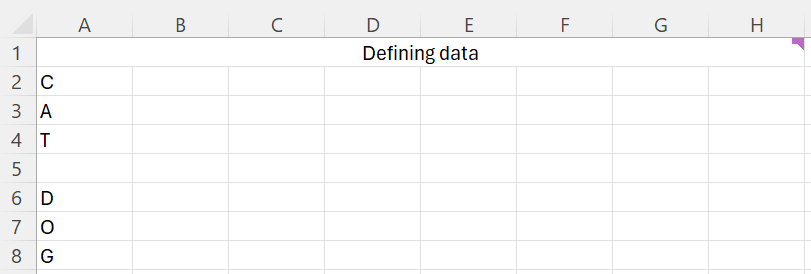 A B C D E F G H
1 Defining data
2 C
3 A
4 T
5
6 D
7 O
8 G